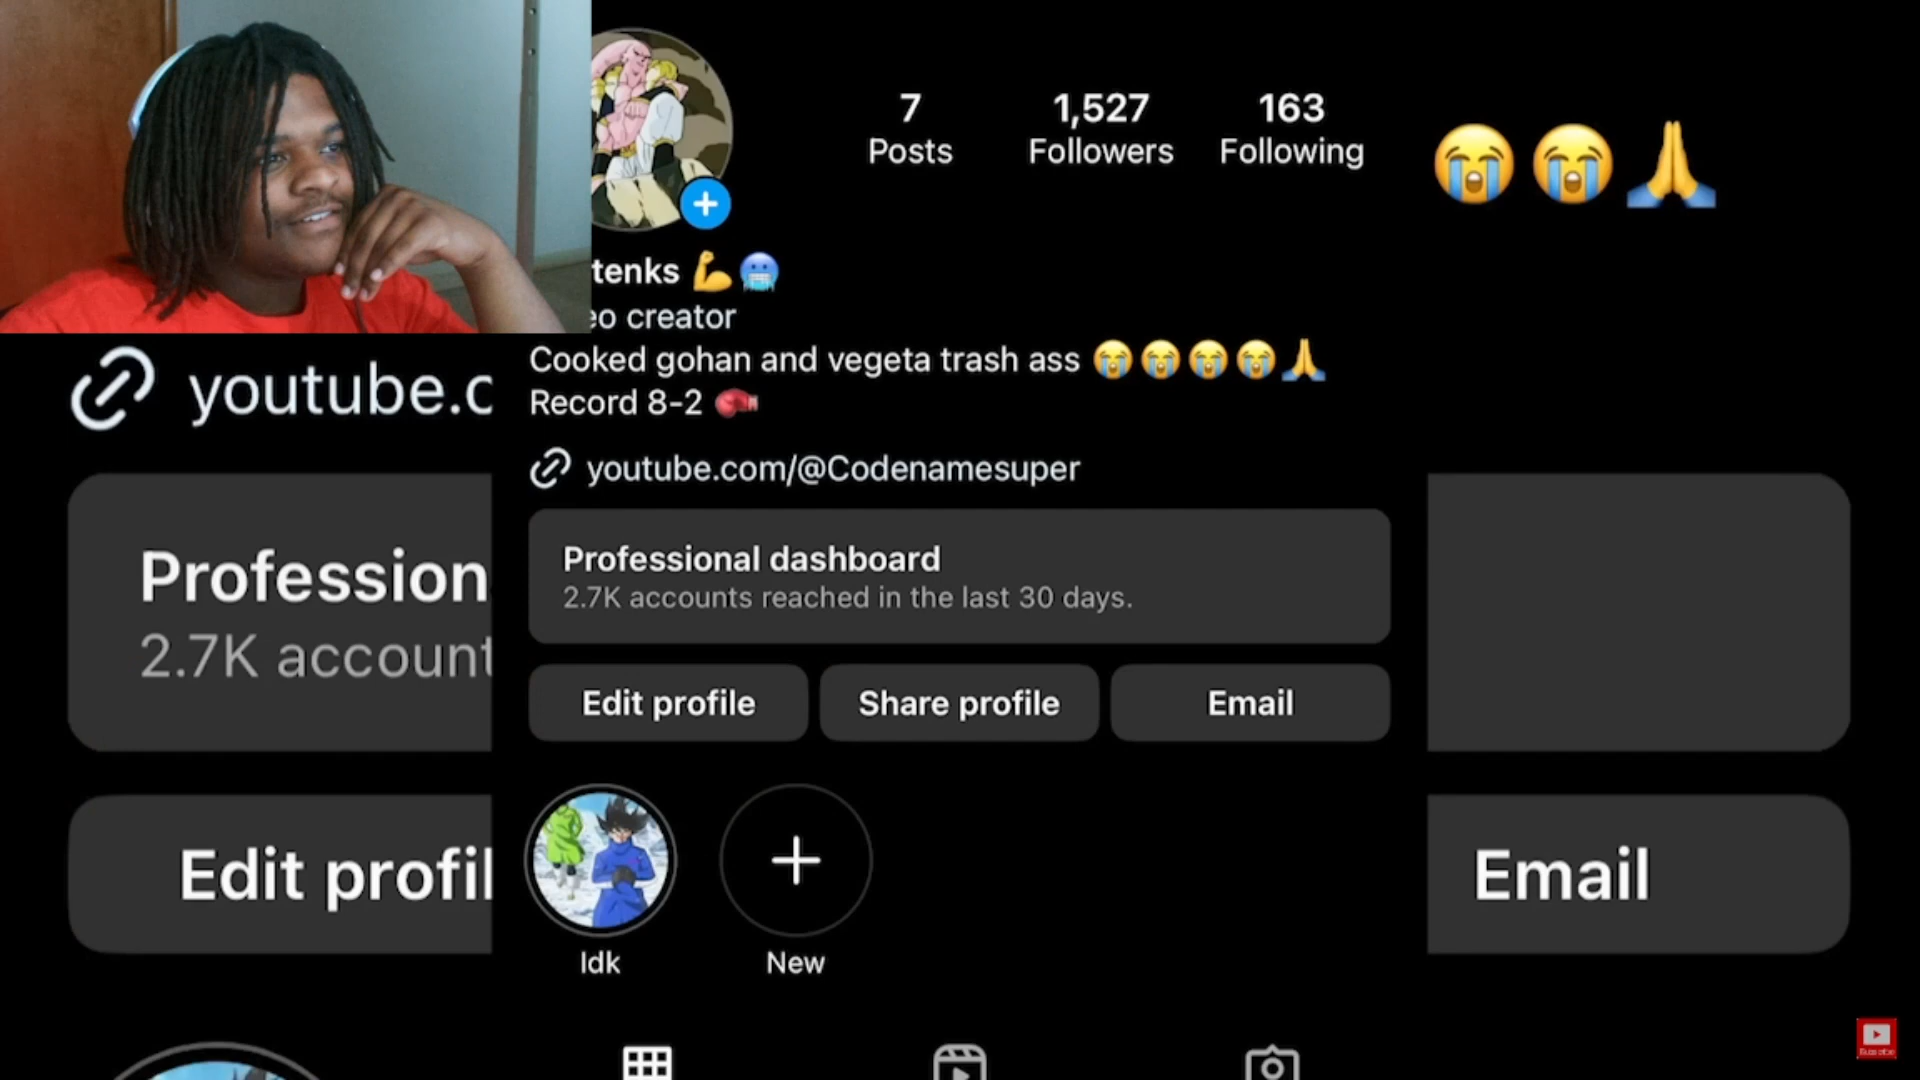 7 1,527 163
Posts Followers Following
😭😭🙏
tenks 💪🥶
eo creator
Cooked gohan and vegeta trash ass 😭😭😭😭🙏
Record 8-2 🥊
youtube.c
youtube.com/@Codenamesuper
Profession
2.7K account
Professional dashboard
2.7K accounts reached in the last 30 days.
Edit profile Share profile Email
Edit profil
Email
Idk New